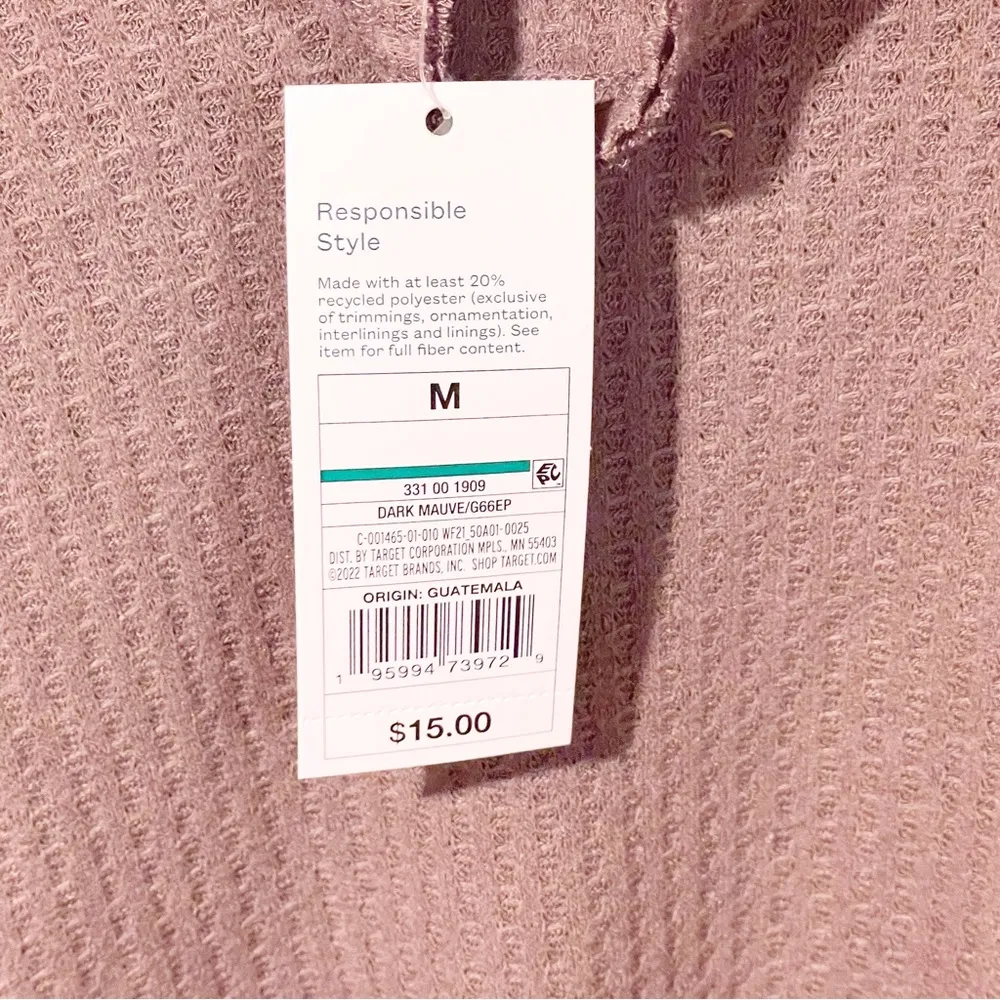 Responsible
Style
Made with at least 20%
recycled polyester (exclusive
of trimmings, ornamentation,
interlinings and linings). See
item for full fiber content.
M
EPC
331 00 1909
DARK MAUVE/G66EP
C-001465-01-010 WF21_50A01-0025
DIST. BY TARGET CORPORATION MPLS., MN 55403
©2022 TARGET BRANDS, INC. SHOP TARGET.COM
ORIGIN: GUATEMALA
1 95994 73972 9
$15.00